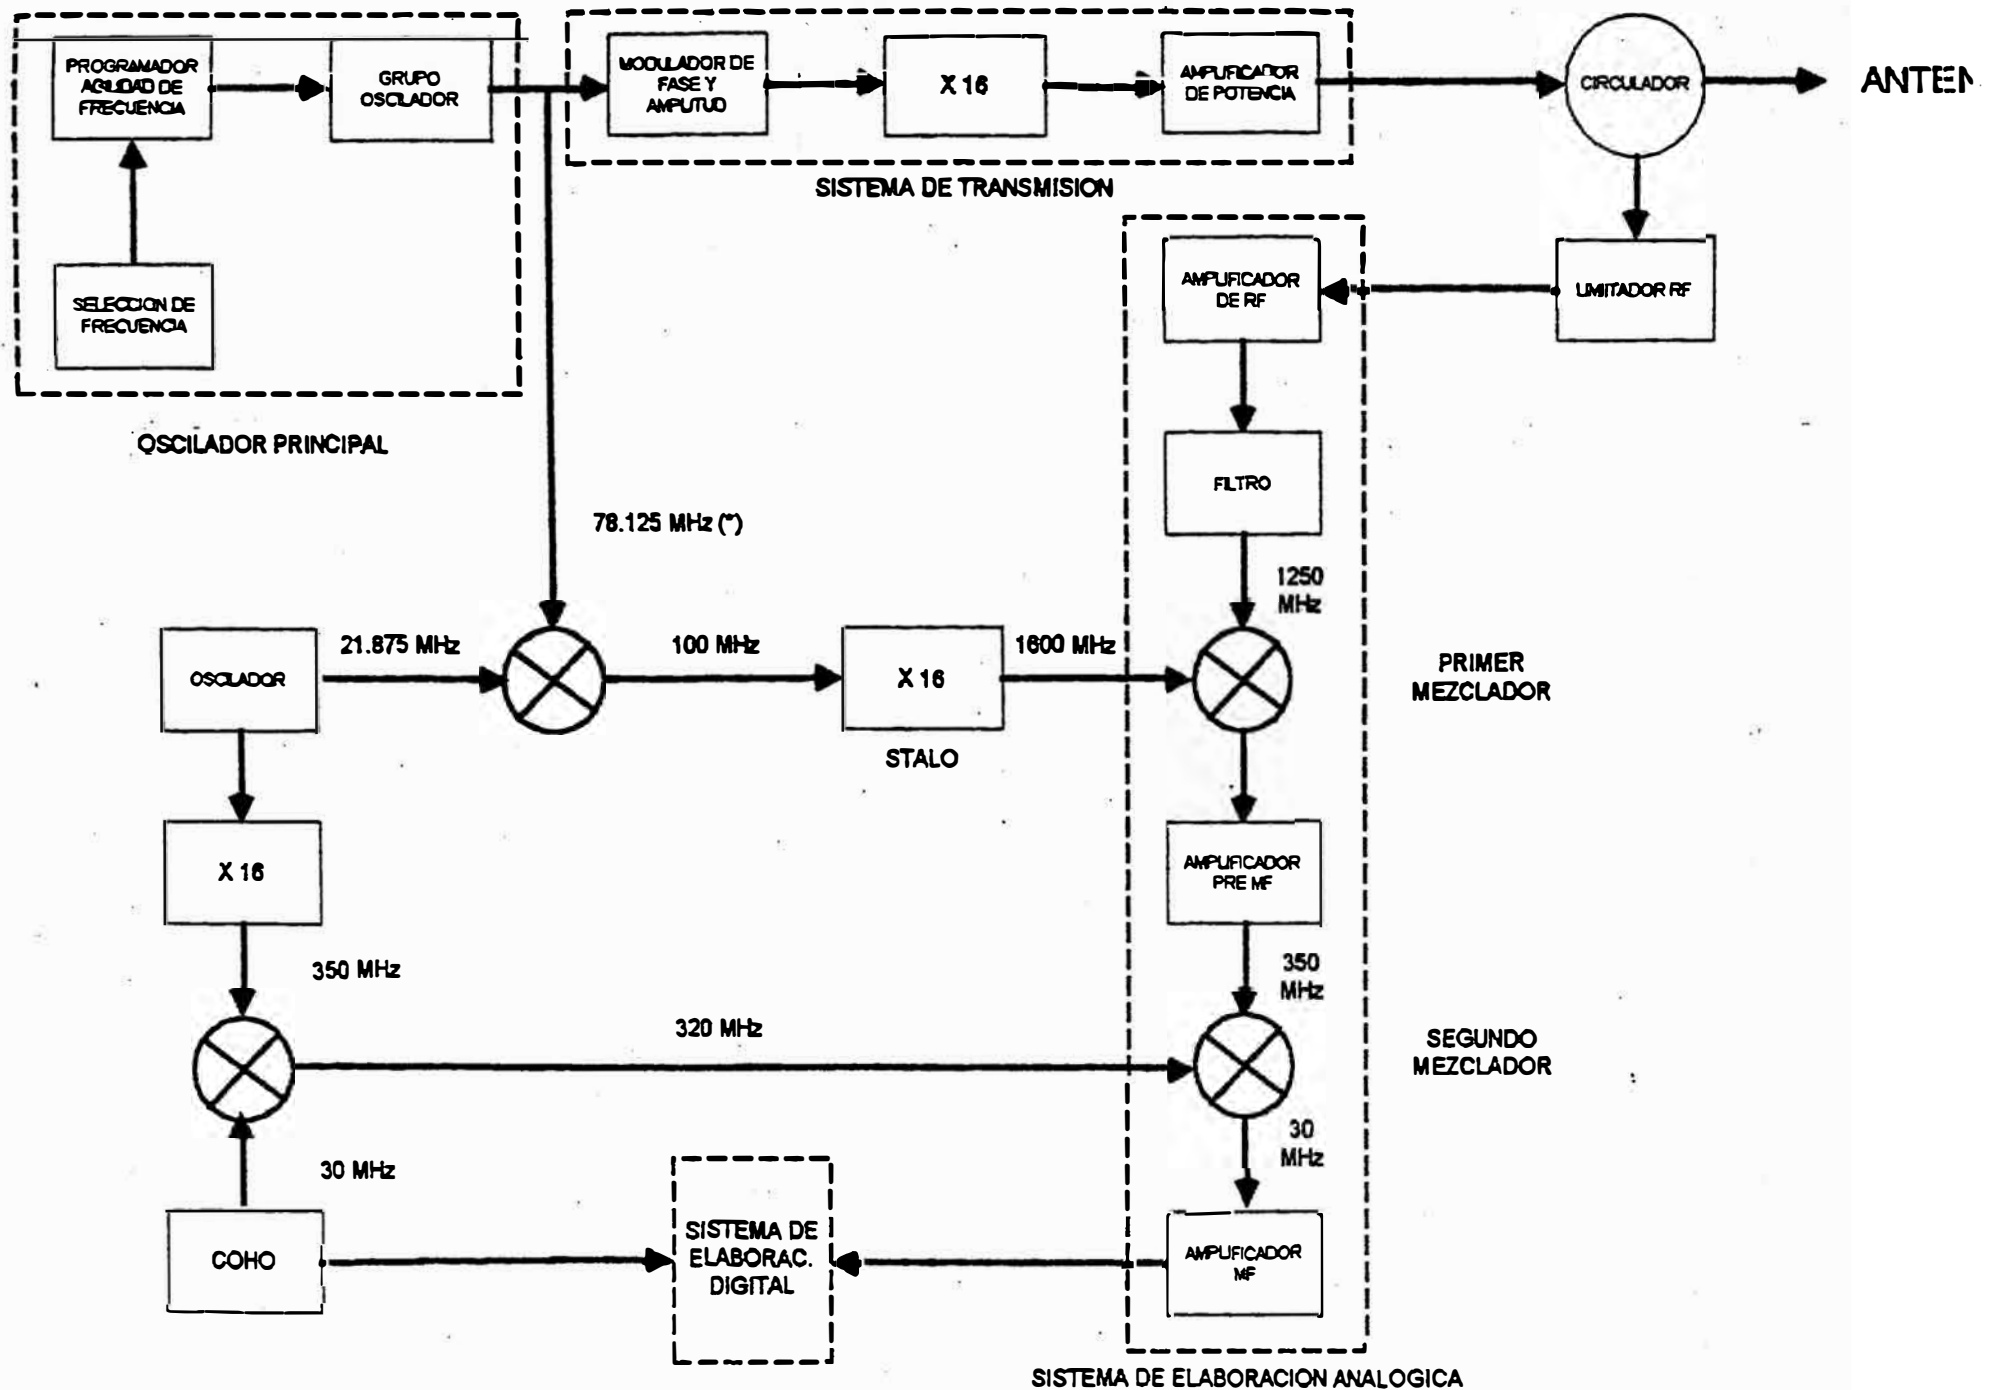 PROGRAMADOR
AGILIDAD DE
FRECUENCIA
GRUPO
OSCILADOR
MODULADOR DE
FASE Y
AMPLITUD
X 16
AMPLIFICADOR
DE POTENCIA
CIRCULADOR
ANTEN
SISTEMA DE TRANSMISION
SELECCION DE
FRECUENCIA
AMPLIFICADOR
DE RF
LIMITADOR RF
OSCILADOR PRINCIPAL
FILTRO
78.125 MHz (*)
1250
MHz
OSCILADOR
21.875 MHz
100 MHz
X 16
1600 MHz
PRIMER
MEZCLADOR
STALO
X 16
AMPLIFICADOR
PRE MF
350 MHz
350
MHz
320 MHz
SEGUNDO
MEZCLADOR
30 MHz
30
MHz
COHO
SISTEMA DE
ELABORAC.
DIGITAL
AMPLIFICADOR
MF
SISTEMA DE ELABORACION ANALOGICA